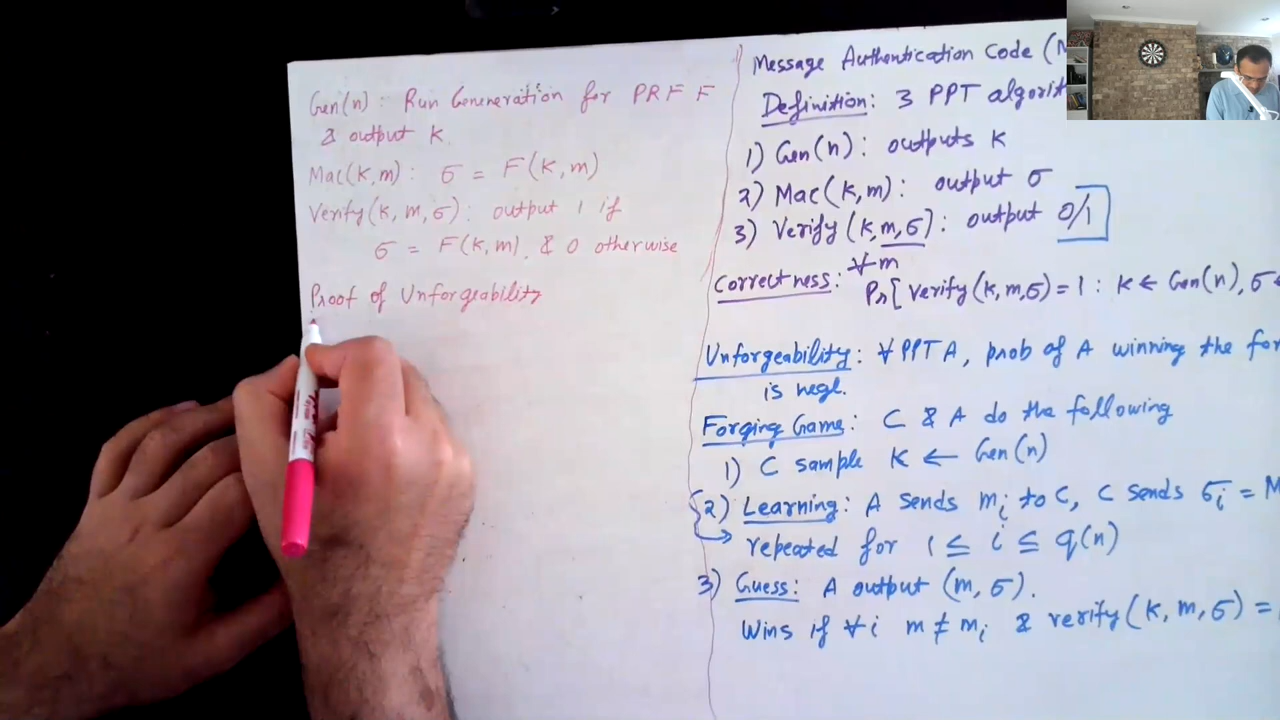 Gen(n): Run Geneneration for PRF F
& output K.
Mac(K,m): σ = F(K,m)
Verify(K, m, σ): output 1 if
σ = F(K,m), & 0 otherwise
Proof of Unforgeability
Message Authentication Code (
Definition: 3 PPT
1) Gen(n): outputs K
2) Mac(K,m): output σ
3) Verify(K,m,σ): output 0/1
Correctness: ∀m
Pr[ Verify(K,m,σ)=1 : K ← Gen(n), σ ←
Unforgeability: ∀ PPT A, prob of A winning the
is negl.
Forging Game: C & A do the following
1) C sample K ← Gen(n)
2) Learning: A sends mᵢ to C, C sends σᵢ =
repeated for 1 ≤ i ≤ q(n)
3) Guess: A output (m, σ).
Wins if ∀i m ≠ mᵢ & verify(K, m, σ) =